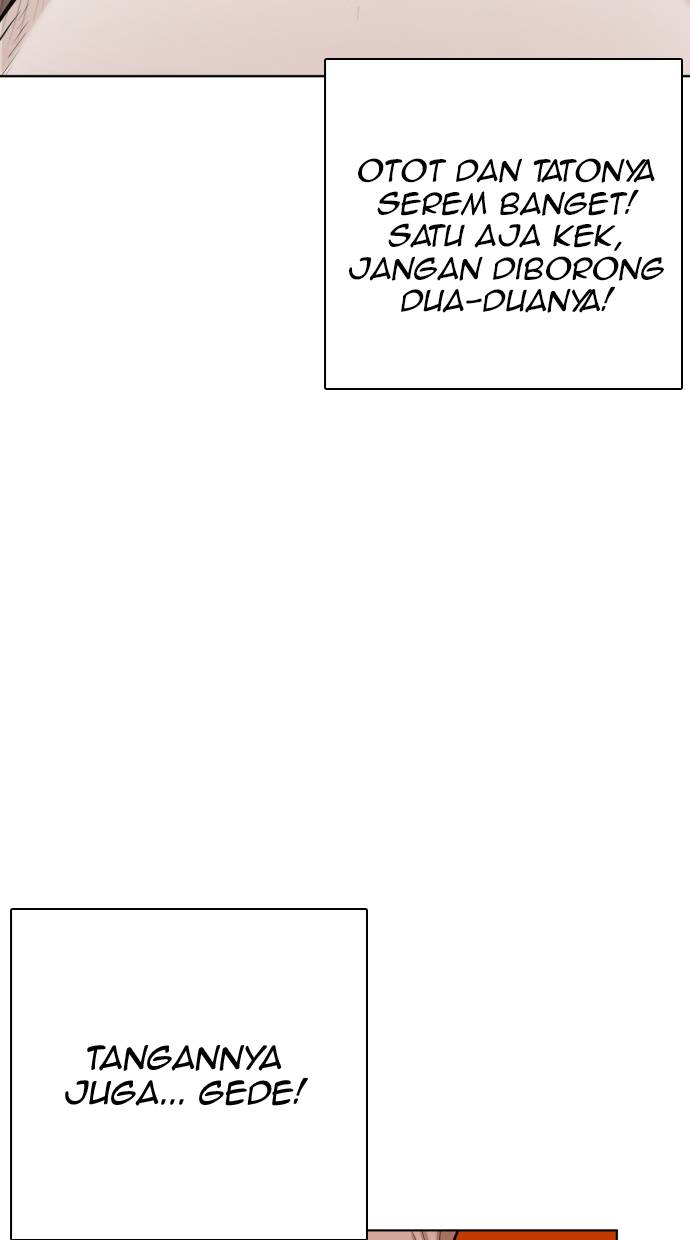 OTOT DAN TATONYA
SEREM BANGET!
SATU AJA KEK,
JANGAN DIBORONG
DUA-DUANYA!
TANGANNYA
JUGA... GEDE!